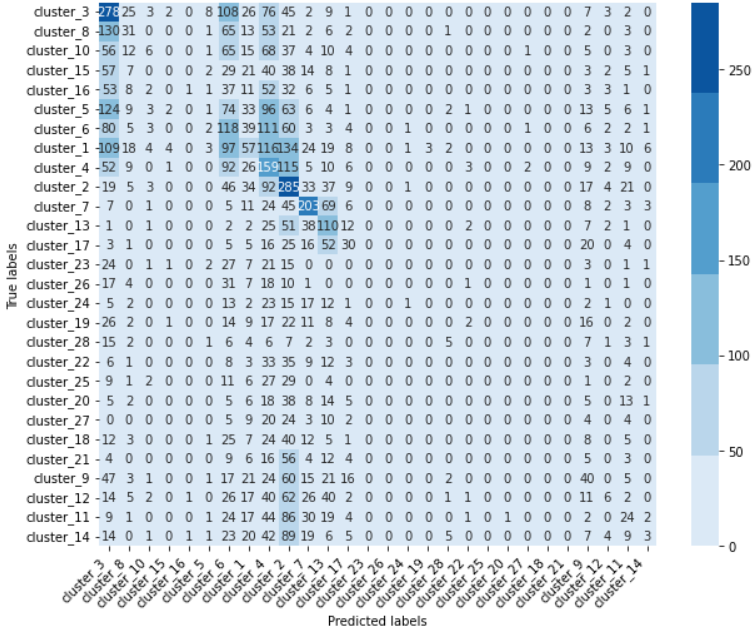 cluster_3 278 25 3 2 0 8 108 26 76 45 2 9 1 0 0 0 0 0 0 0 0 0 0 0 7 3 2 0
cluster_8 130 31 0 0 0 1 65 13 53 21 2 6 2 0 0 0 0 1 0 0 0 0 0 0 2 0 3 0
cluster_10 56 12 6 0 0 1 65 15 68 37 4 10 4 0 0 0 0 0 0 0 0 1 0 0 5 0 3 0
cluster_15 57 7 0 0 0 2 29 21 40 38 14 8 1 0 0 0 0 0 0 0 0 0 0 0 3 2 5 1
cluster_16 53 8 2 0 1 1 37 11 52 32 6 5 1 0 0 0 0 0 0 0 0 0 0 0 3 3 1 0
cluster_5 124 9 3 2 0 1 74 33 96 63 6 4 1 0 0 0 0 2 1 0 0 0 0 0 13 5 6 1
cluster_6 80 5 3 0 0 2 118 39 111 60 3 3 4 0 0 1 0 0 0 0 0 1 0 0 6 2 2 1
cluster_1 109 18 4 4 0 3 97 57 116 134 24 19 8 0 0 1 3 2 0 0 0 0 0 0 13 3 10 6
cluster_4 52 9 0 1 0 0 92 26 159 115 5 10 6 0 0 0 0 0 3 0 0 2 0 0 9 2 9 0
cluster_2 19 5 3 0 0 0 46 34 92 285 33 37 9 0 0 1 0 0 0 0 0 0 0 0 17 4 21 0
cluster_7 7 0 1 0 0 0 5 11 24 45 203 69 6 0 0 0 0 0 0 0 0 0 0 0 8 2 3 3
cluster_13 1 0 1 0 0 0 2 2 25 51 38 110 12 0 0 0 0 0 2 0 0 0 0 0 7 2 1 0
cluster_17 3 1 0 0 0 0 5 5 16 25 16 52 30 0 0 0 0 0 0 0 0 0 0 0 20 0 4 0
cluster_23 24 0 1 1 0 2 27 7 21 15 0 0 0 0 0 0 0 0 0 0 0 0 0 0 3 0 1 1
cluster_26 17 4 0 0 0 0 31 7 18 10 1 0 0 0 0 0 0 0 1 0 0 0 0 0 1 0 1 0
cluster_24 5 2 0 0 0 0 13 2 23 15 17 12 1 0 0 1 0 0 0 0 0 0 0 0 2 1 0 0
cluster_19 26 2 0 1 0 0 14 9 17 22 11 8 4 0 0 0 0 0 2 0 0 0 0 0 16 0 2 0
cluster_28 15 2 0 0 0 1 6 4 6 7 2 3 0 0 0 0 0 5 0 0 0 0 0 0 7 1 3 1
cluster_22 6 1 0 0 0 0 8 3 33 35 9 12 3 0 0 0 0 0 0 0 0 0 0 0 3 0 4 0
cluster_25 9 1 2 0 0 0 11 6 27 29 0 4 0 0 0 0 0 0 0 0 0 0 0 0 1 0 2 0
cluster_20 5 2 0 0 0 0 5 6 18 38 8 14 5 0 0 0 0 0 0 0 0 0 0 0 5 0 13 1
cluster_27 0 0 0 0 0 0 5 9 20 24 3 10 2 0 0 0 0 0 0 0 0 0 0 0 4 0 4 0
cluster_18 12 3 0 0 0 1 25 7 24 40 12 5 1 0 0 0 0 0 0 0 0 0 0 0 8 0 5 0
cluster_21 4 0 0 0 0 0 9 6 16 56 4 12 4 0 0 0 0 0 0 0 0 0 0 0 5 0 3 0
cluster_9 47 3 1 0 0 1 17 21 24 60 15 21 16 0 0 0 0 2 0 0 0 0 0 0 40 0 5 0
cluster_12 14 5 2 0 1 0 26 17 40 62 26 40 2 0 0 0 0 1 1 0 0 0 0 0 11 6 2 0
cluster_11 9 1 0 0 0 1 24 17 44 86 30 19 4 0 0 0 0 0 1 0 1 0 0 0 2 0 24 2
cluster_14 14 0 1 0 1 1 23 20 42 89 19 6 5 0 0 0 0 5 0 0 0 0 0 0 7 4 9 3
cluster_3 cluster_8 cluster_10 cluster_15 cluster_16 cluster_5 cluster_6 cluster_1 cluster_4 cluster_2 cluster_7 cluster_13 cluster_17 cluster_23 cluster_26 cluster_24 cluster_19 cluster_28 cluster_22 cluster_25 cluster_20 cluster_27 cluster_18 cluster_21 cluster_9 cluster_12 cluster_11 cluster_14
Predicted labels
True labels
250
200
150
100
50
0